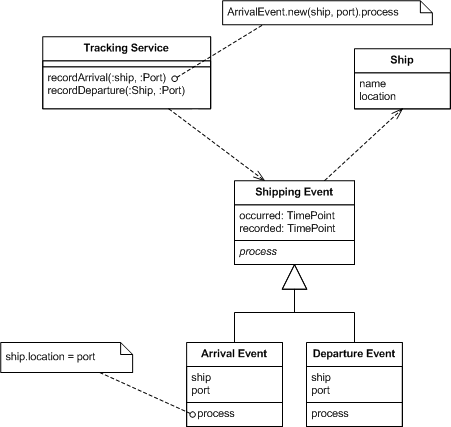 ArrivalEvent.new(ship, port).process
Tracking Service
recordArrival(:ship, :Port)
recordDeparture(:Ship, :Port)
Ship
name
location
Shipping Event
occurred: TimePoint
recorded: TimePoint
process
ship.location = port
Arrival Event
ship
port
process
Departure Event
ship
port
process